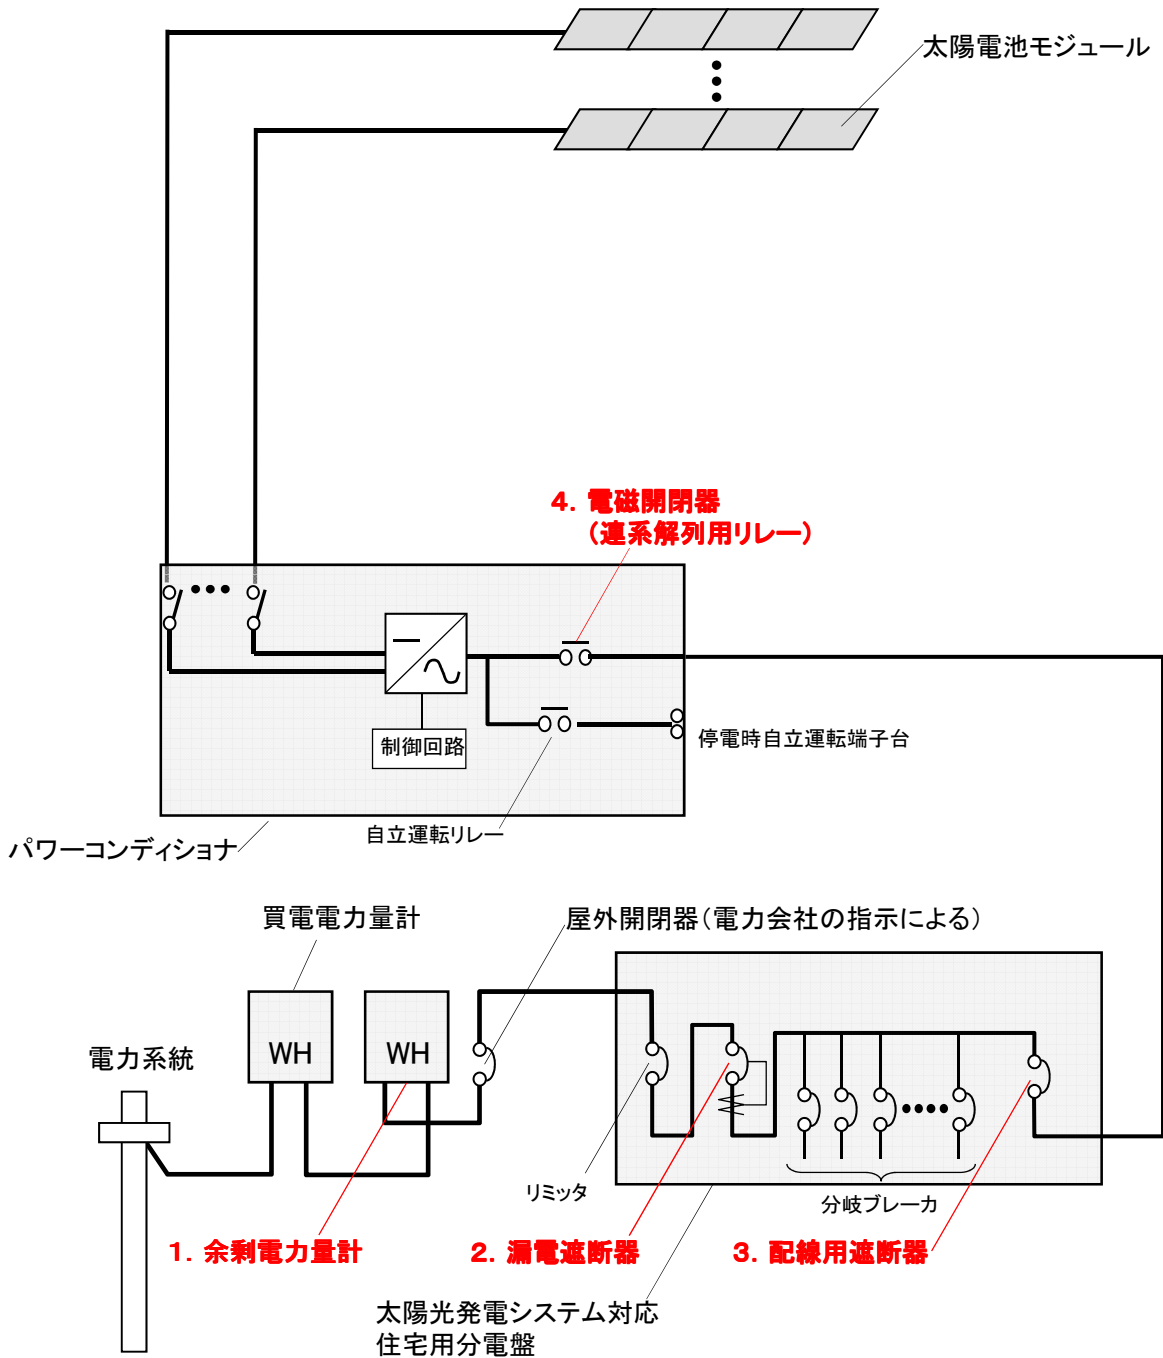 太陽電池モジュール
4. 電磁開閉器
(連系解列用リレー)
制御回路
停電時自立運転端子台
自立運転リレー
パワーコンディショナ
買電電力量計
屋外開閉器(電力会社の指示による)
電力系統
WH
WH
リミッタ
分岐ブレーカ
1. 余剰電力量計
2. 漏電遮断器
3. 配線用遮断器
太陽光発電システム対応
住宅用分電盤